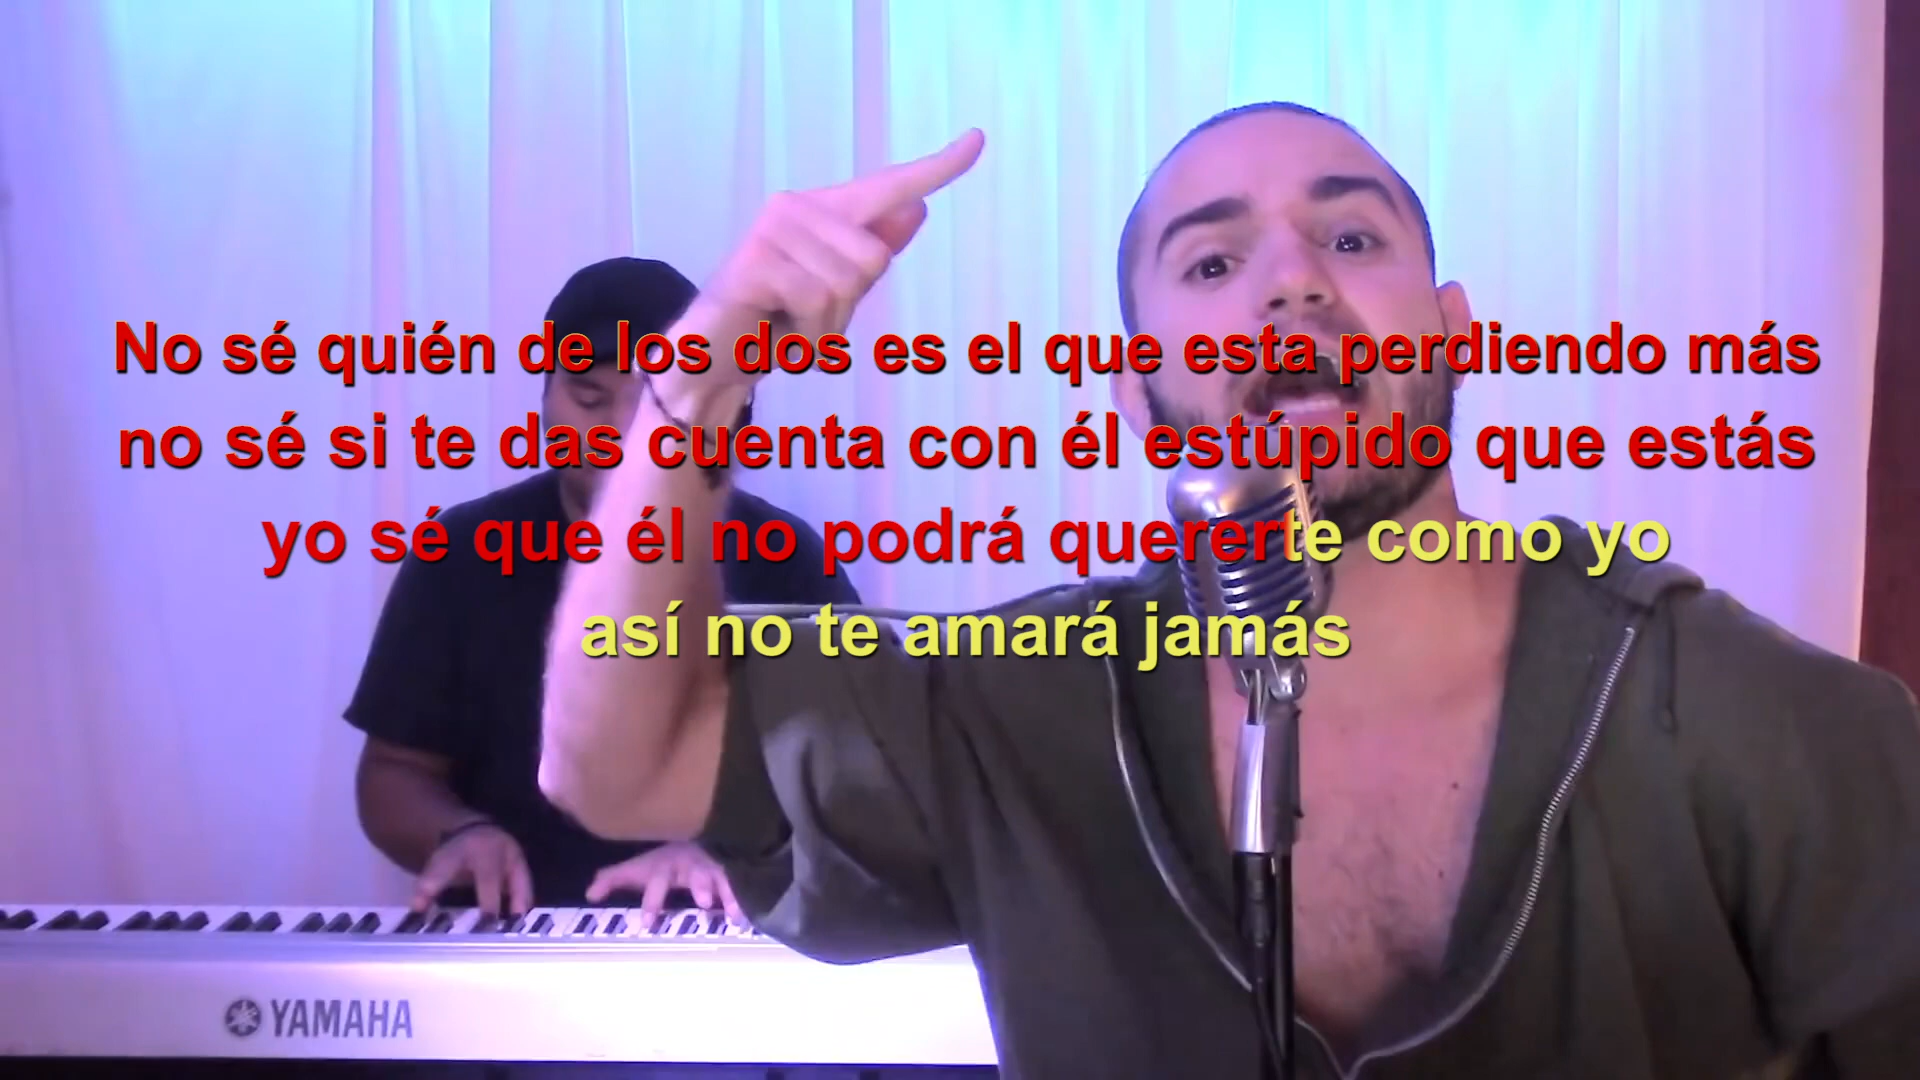 No sé quién de los dos es el que esta perdiendo más
no sé si te das cuenta con él estúpido que estás
yo sé que él no podrá quererte como yo
así no te amará jamás
YAMAHA